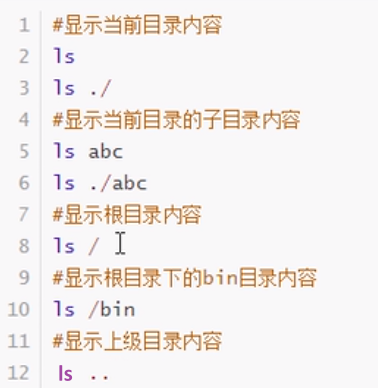 1 #显示当前目录内容
2 ls
3 ls ./
4 #显示当前目录的子目录内容
5 ls abc
6 ls ./abc
7 #显示根目录内容
8 ls /
9 #显示根目录下的bin目录内容
10 ls /bin
11 #显示上级目录内容
12 ls ..